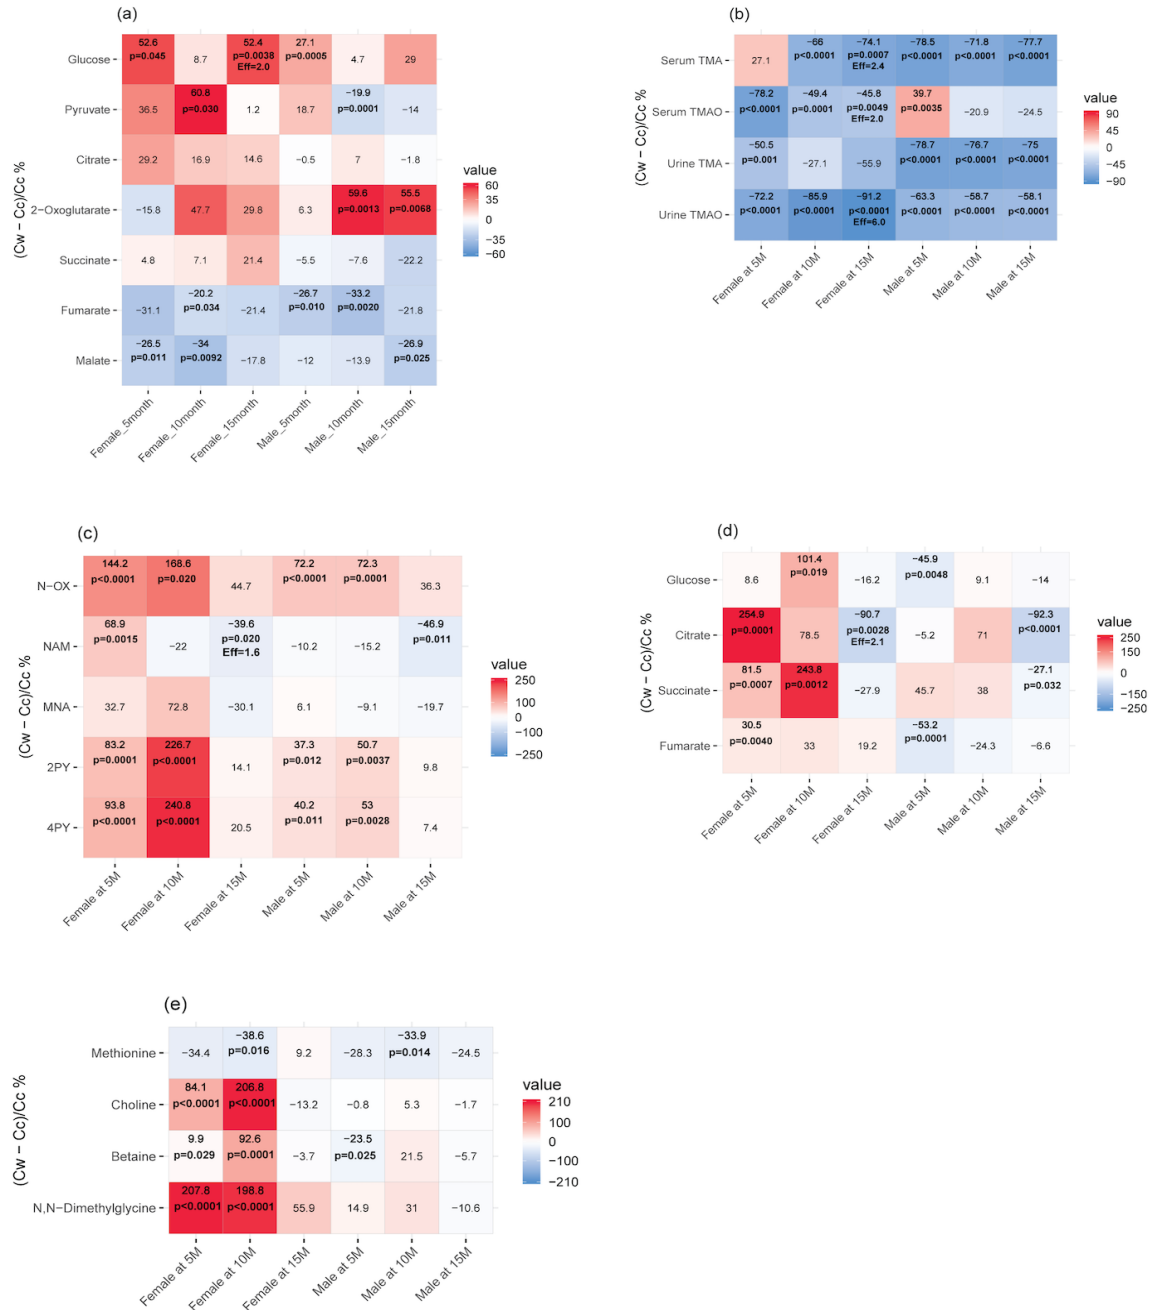 (a)
(Cw − Cc)/Cc %
Glucose
52.6 8.7 52.4 27.1 4.7 29
p=0.045 p=0.0038 p=0.0005
Eff=2.0
Pyruvate
36.5 60.8 1.2 18.7 −19.9 −14
p=0.030 p=0.0001
Citrate
29.2 16.9 14.6 −0.5 7 −1.8
2−Oxoglutarate
−15.8 47.7 29.8 6.3 59.6 55.5
p=0.0013 p=0.0068
Succinate
4.8 7.1 21.4 −5.5 −7.6 −22.2
Fumarate
−31.1 −20.2 −21.4 −26.7 −33.2 −21.8
p=0.034 p=0.010 p=0.0020
Malate
−26.5 −34 −17.8 −12 −13.9 −26.9
p=0.011 p=0.0092 p=0.025
Female_5month
Female_10month
Female_15month
Male_5month
Male_10month
Male_15month
value
60
35
0
−35
−60
(b)
(Cw − Cc)/Cc %
Serum TMA
27.1 −66 −74.1 −78.5 −71.8 −77.7
p<0.0001 p=0.0007 p<0.0001 p<0.0001 p<0.0001
Eff=2.4
Serum TMAO
−78.2 −49.4 −45.8 39.7 −20.9 −24.5
p<0.0001 p=0.0001 p=0.0049 p=0.0035
Eff=2.0
Urine TMA
−50.5 −27.1 −55.9 −78.7 −76.7 −75
p=0.001 p<0.0001 p<0.0001 p<0.0001
Urine TMAO
−72.2 −85.9 −91.2 −63.3 −58.7 −58.1
p<0.0001 p<0.0001 p<0.0001 p<0.0001 p<0.0001 p<0.0001
Eff=6.0
Female at 5M
Female at 10M
Female at 15M
Male at 5M
Male at 10M
Male at 15M
value
90
45
0
−45
−90
(c)
(Cw − Cc)/Cc %
N−OX
144.2 168.6 44.7 72.2 72.3 36.3
p<0.0001 p=0.020 p<0.0001 p=0.0001
NAM
68.9 −22 −39.6 −10.2 −15.2 −46.9
p=0.0015 p=0.020 p=0.011
Eff=1.6
MNA
32.7 72.8 −30.1 6.1 −9.1 −19.7
2PY
83.2 226.7 14.1 37.3 50.7 9.8
p=0.0001 p<0.0001 p=0.012 p=0.0037
4PY
93.8 240.8 20.5 40.2 53 7.4
p<0.0001 p<0.0001 p=0.011 p=0.0028
Female at 5M
Female at 10M
Female at 15M
Male at 5M
Male at 10M
Male at 15M
value
250
100
0
−100
−250
(d)
(Cw − Cc)/Cc %
Glucose
8.6 101.4 −16.2 −45.9 9.1 −14
p=0.019 p=0.0048
Citrate
254.9 78.5 −90.7 −5.2 71 −92.3
p=0.0001 p=0.0028 p<0.0001
Eff=2.1
Succinate
81.5 243.8 −27.9 45.7 38 −27.1
p=0.0007 p=0.0012 p=0.032
Fumarate
30.5 33 19.2 −53.2 −24.3 −6.6
p=0.0040 p=0.0001
Female at 5M
Female at 10M
Female at 15M
Male at 5M
Male at 10M
Male at 15M
value
250
150
0
−150
−250
(e)
(Cw − Cc)/Cc %
Methionine
−34.4 −38.6 9.2 −28.3 −33.9 −24.5
p=0.016 p=0.014
Choline
84.1 206.8 −13.2 −0.8 5.3 −1.7
p<0.0001 p<0.0001
Betaine
9.9 92.6 −3.7 −23.5 21.5 −5.7
p=0.029 p=0.0001 p=0.025
N,N−Dimethylglycine
207.8 198.8 55.9 14.9 31 −10.6
p<0.0001 p<0.0001
Female at 5M
Female at 10M
Female at 15M
Male at 5M
Male at 10M
Male at 15M
value
210
100
0
−100
−210